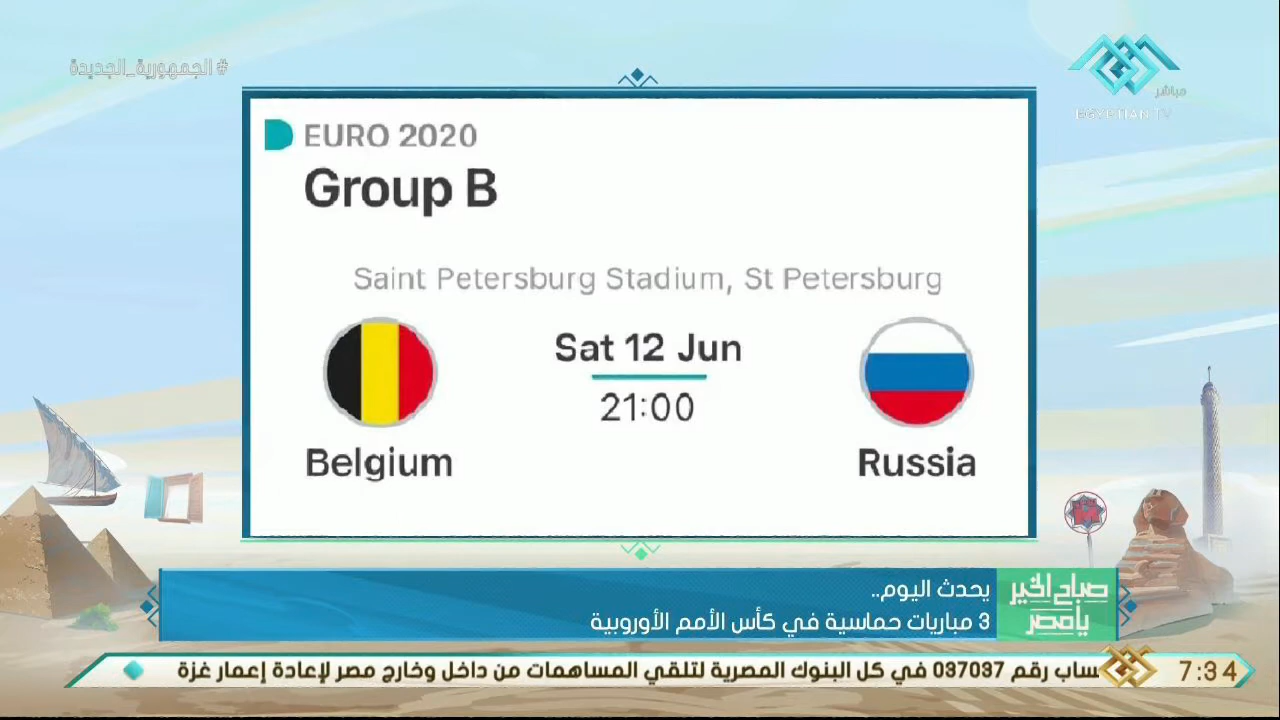 #الجمهورية_الجديدة
مباشر
EGYPTIAN TV
EURO 2020
Group B
Saint Petersburg Stadium, St Petersburg
Sat 12 Jun
21:00
Belgium
Russia
صباح الخير
يا مصر
يحدث اليوم..
3 مباريات حماسية في كأس الأمم الأوروبية
7:34
ساب رقم 037037 في كل البنوك المصرية لتلقي المساهمات من داخل وخارج مصر لإعادة إعمار غزة